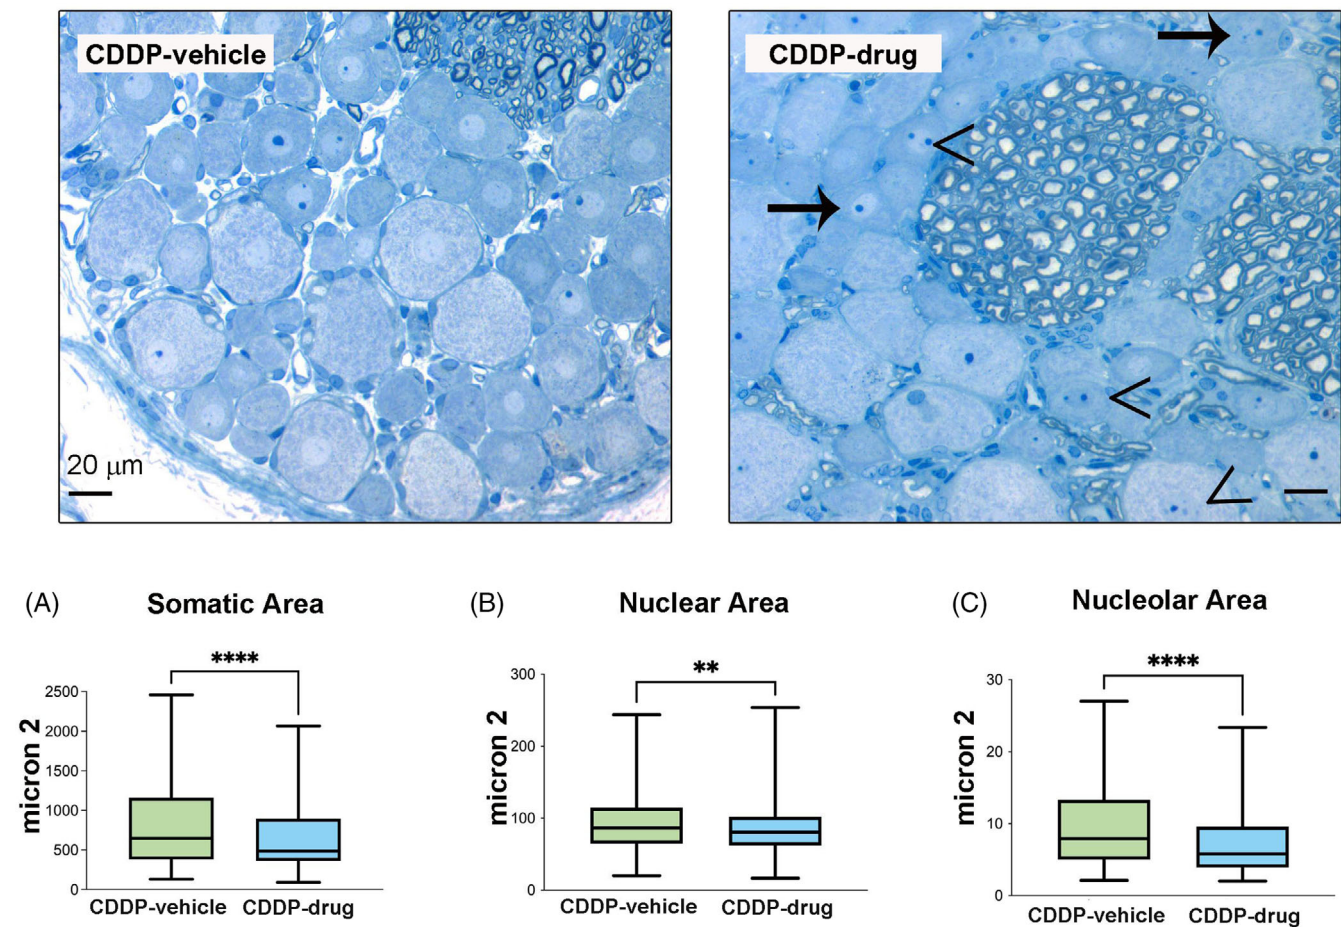 CDDP-vehicle
CDDP-drug
20 μm
(A) Somatic Area
****
micron 2
2500
2000
1500
1000
500
0
CDDP-vehicle CDDP-drug
(B) Nuclear Area
**
micron 2
300
200
100
0
CDDP-vehicle CDDP-drug
(C) Nucleolar Area
****
micron 2
30
20
10
0
CDDP-vehicle CDDP-drug